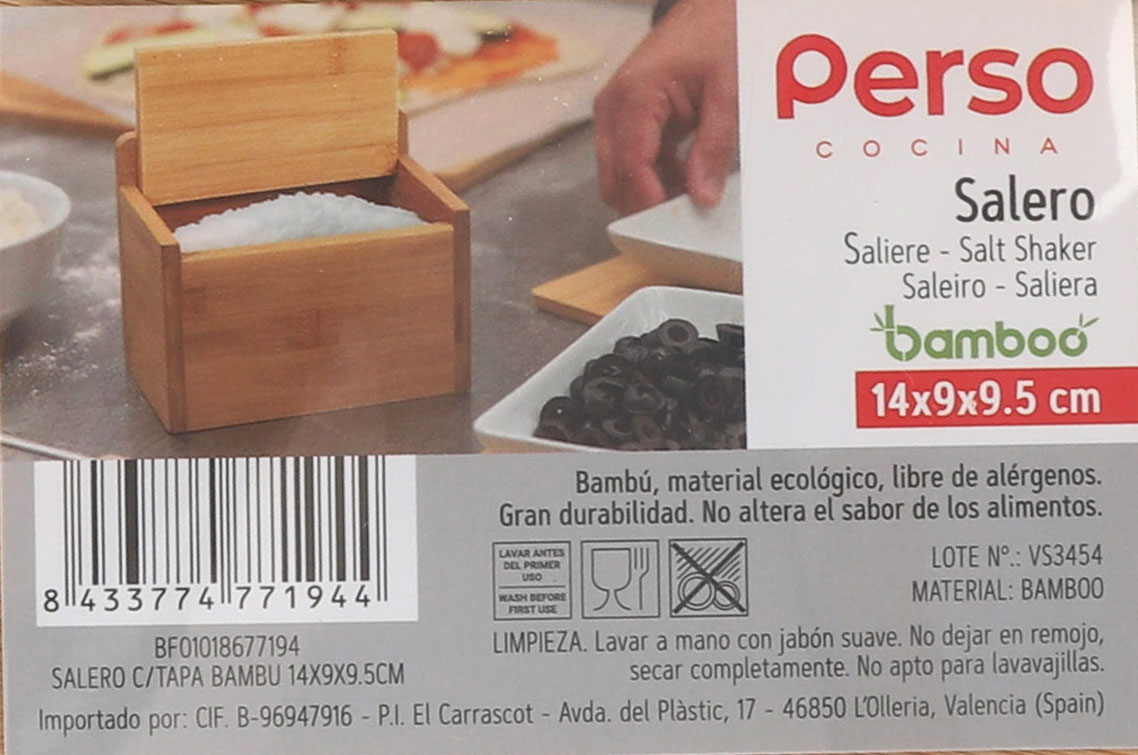 Perso
COCINA
Salero
Saliere - Salt Shaker
Saleiro - Saliera
bamboo
14x9x9.5 cm
Bambú, material ecológico, libre de alérgenos.
Gran durabilidad. No altera el sabor de los alimentos.
LAVAR ANTES
DEL PRIMER
USO
WASH BEFORE
FIRST USE
LOTE Nº.: VS3454
MATERIAL: BAMBOO
8 433774 771944
BF01018677194
SALERO C/TAPA BAMBU 14X9X9.5CM
LIMPIEZA. Lavar a mano con jabón suave. No dejar en remojo,
secar completamente. No apto para lavavajillas.
Importado por: CIF. B-96947916 - P.I. El Carrascot - Avda. del Plàstic, 17 - 46850 L'Olleria, Valencia (Spain)